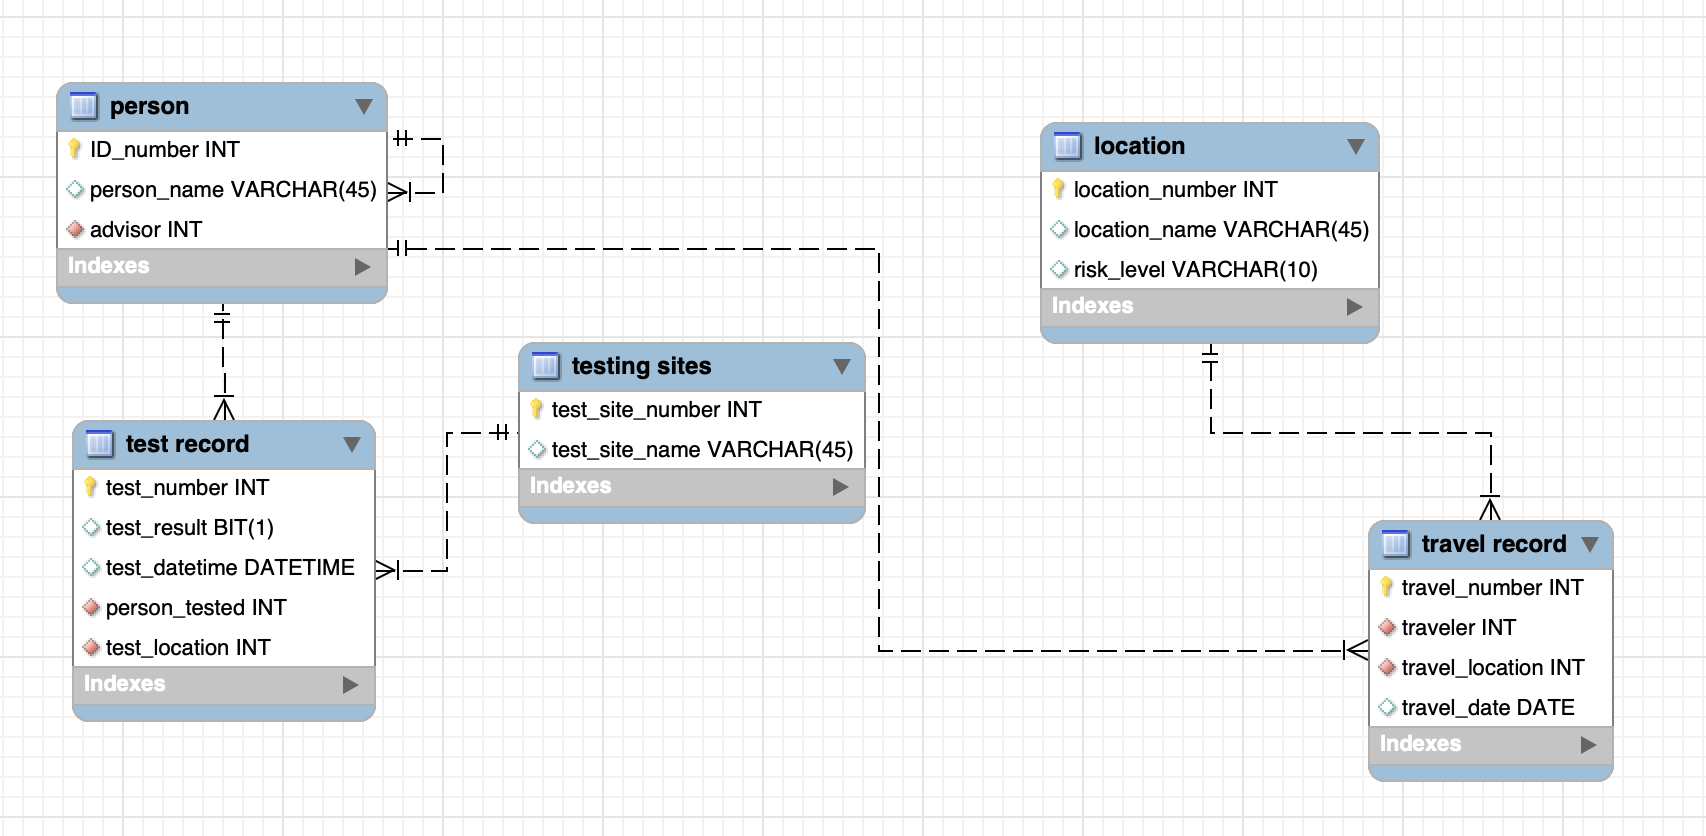 person
ID_number INT
person_name VARCHAR(45)
advisor INT
Indexes
location
location_number INT
location_name VARCHAR(45)
risk_level VARCHAR(10)
Indexes
testing sites
test_site_number INT
test_site_name VARCHAR(45)
Indexes
test record
test_number INT
test_result BIT(1)
test_datetime DATETIME
person_tested INT
test_location INT
Indexes
travel record
travel_number INT
traveler INT
travel_location INT
travel_date DATE
Indexes